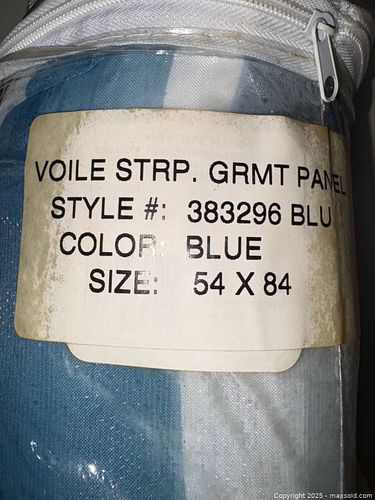 VOILE STRP. GRMT PANEL
STYLE #: 383296 BLU
COLOR: BLUE
SIZE: 54 X 84
Copyright 2025 - maxsold.com